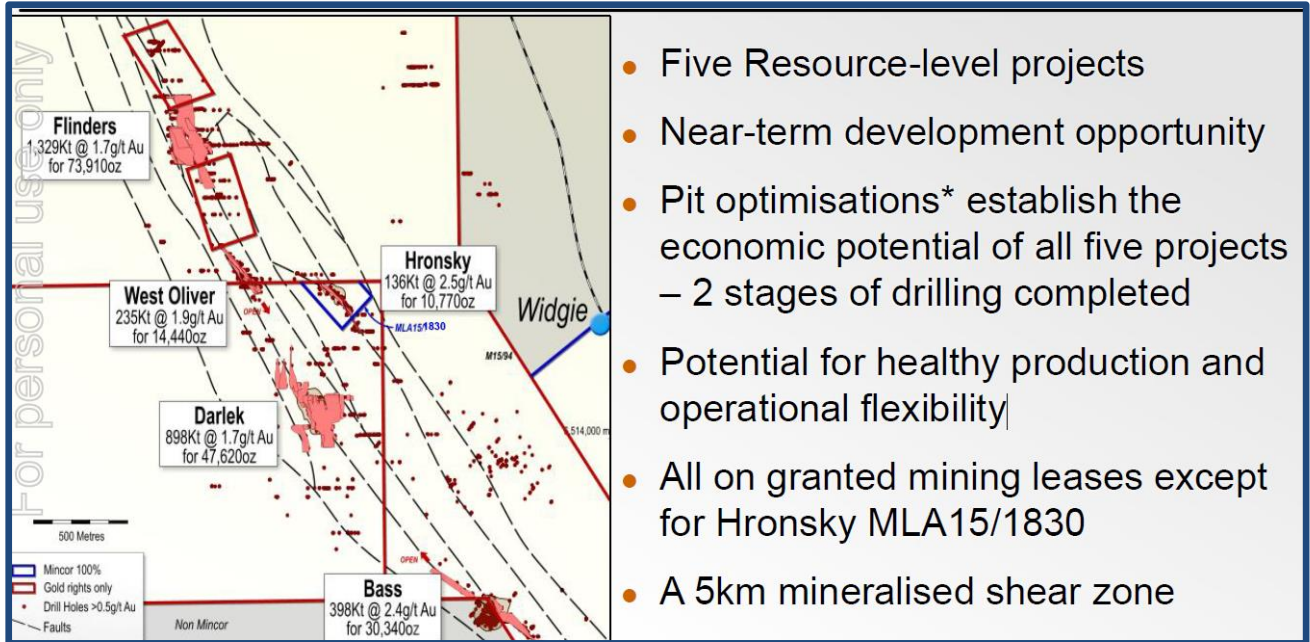 For personal use only
Flinders
1,329Kt @ 1.7g/t Au
for 73,910oz
Hronsky
136Kt @ 2.5g/t Au
for 10,770oz
West Oliver
235Kt @ 1.9g/t Au
for 14,440oz
OPEN
MLA15/1830
Widgie
M15/94
Darlek
898Kt @ 1.7g/t Au
for 47,620oz
,514,000 m
500 Metres
OPEN
Bass
398Kt @ 2.4g/t Au
for 30,340oz
Mincor 100%
Gold rights only
Drill Holes >0.5g/t Au
Faults
Non Mincor
• Five Resource-level projects
• Near-term development opportunity
• Pit optimisations* establish the
economic potential of all five projects
– 2 stages of drilling completed
• Potential for healthy production and
operational flexibility
• All on granted mining leases except
for Hronsky MLA15/1830
• A 5km mineralised shear zone